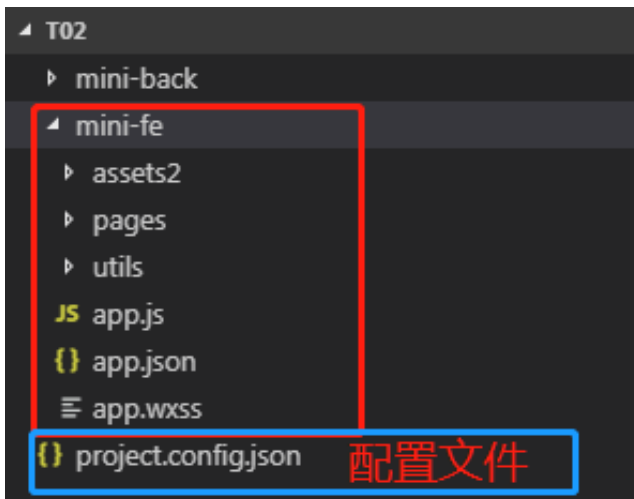 T02
mini-back
mini-fe
assets2
pages
utils
JS app.js
{} app.json
app.wxss
{} project.config.json 配置文件